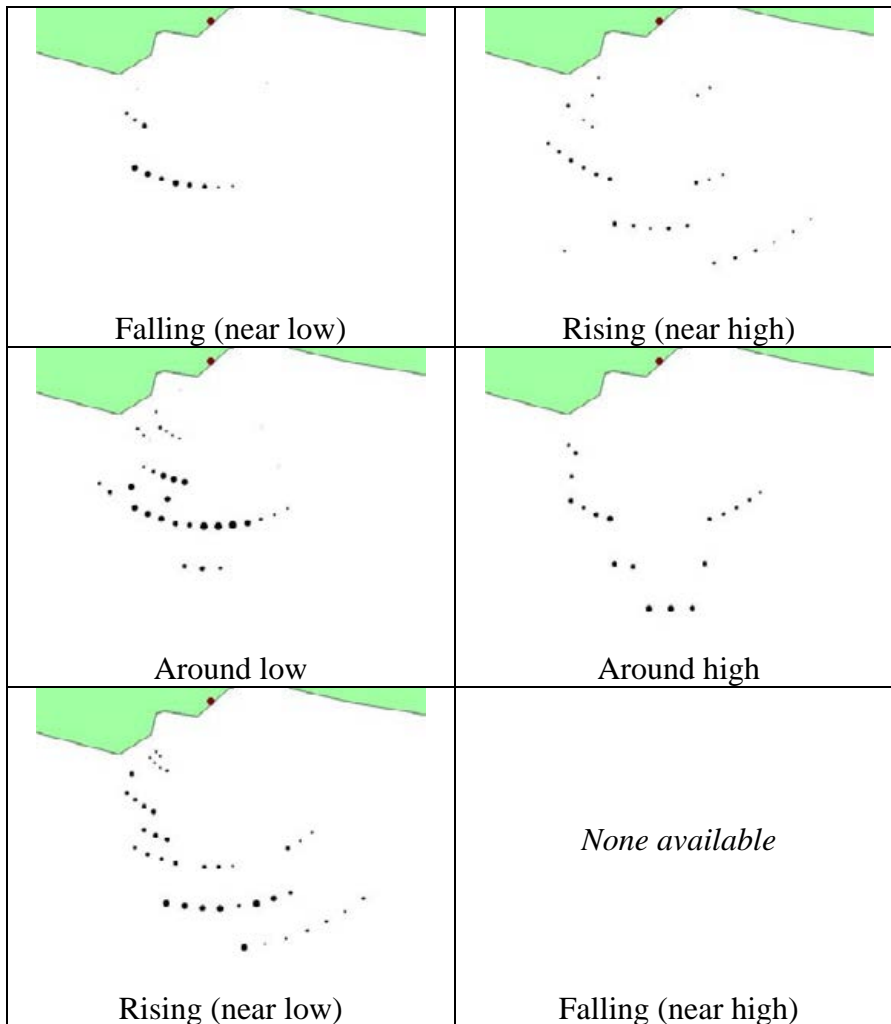 Falling (near low)
Rising (near high)
Around low
Around high
None available
Rising (near low)
Falling (near high)